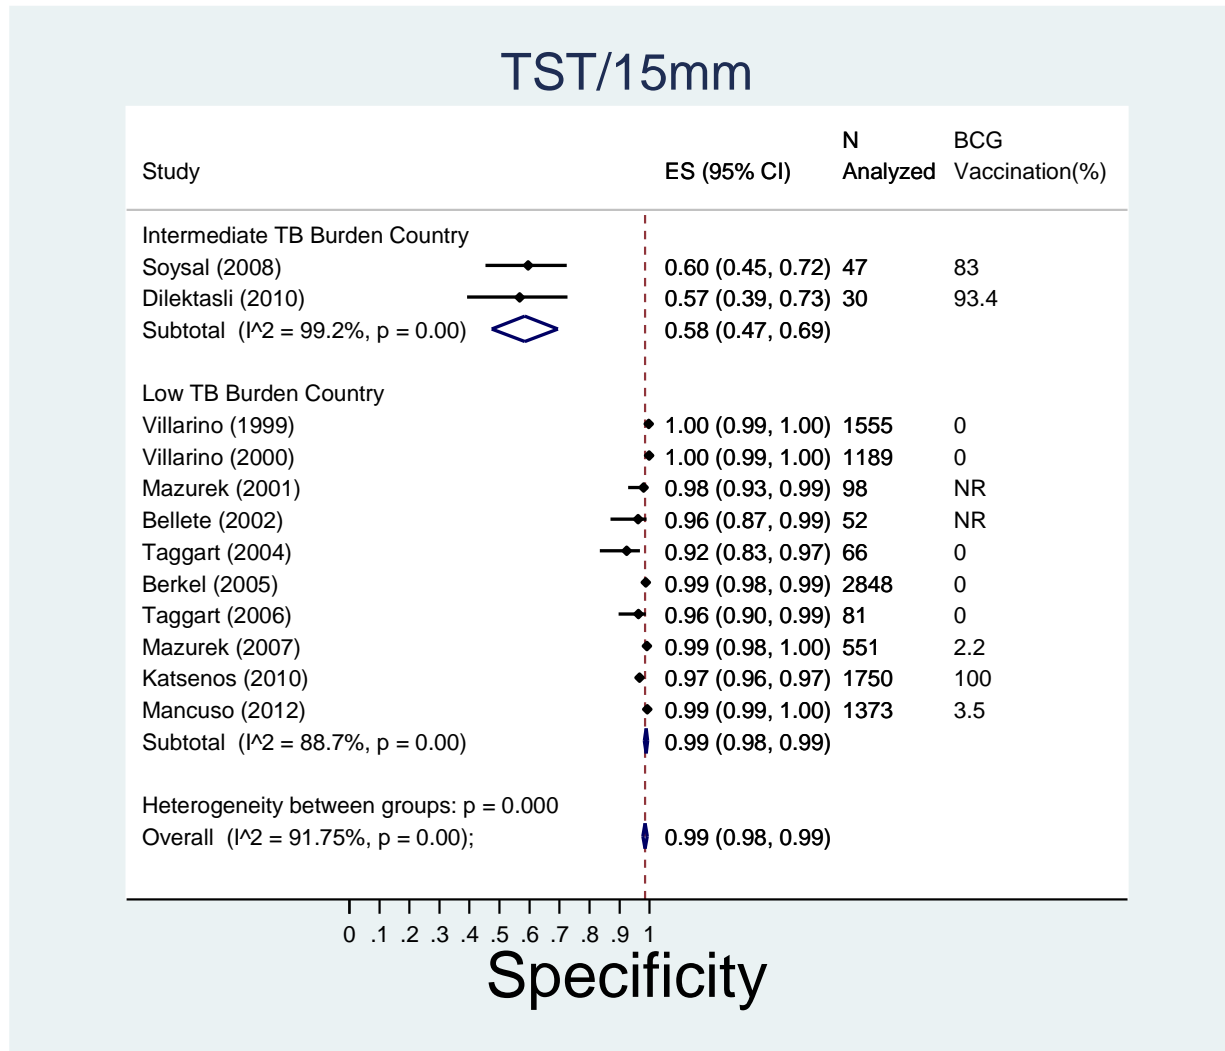 TST/15mm
N BCG
Study ES (95% CI) Analyzed Vaccination(%)
Intermediate TB Burden Country
Soysal (2008) 0.60 (0.45, 0.72) 47 83
Dilektasli (2010) 0.57 (0.39, 0.73) 30 93.4
Subtotal (I^2 = 99.2%, p = 0.00) 0.58 (0.47, 0.69)
Low TB Burden Country
Villarino (1999) 1.00 (0.99, 1.00) 1555 0
Villarino (2000) 1.00 (0.99, 1.00) 1189 0
Mazurek (2001) 0.98 (0.93, 0.99) 98 NR
Bellete (2002) 0.96 (0.87, 0.99) 52 NR
Taggart (2004) 0.92 (0.83, 0.97) 66 0
Berkel (2005) 0.99 (0.98, 0.99) 2848 0
Taggart (2006) 0.96 (0.90, 0.99) 81 0
Mazurek (2007) 0.99 (0.98, 1.00) 551 2.2
Katsenos (2010) 0.97 (0.96, 0.97) 1750 100
Mancuso (2012) 0.99 (0.99, 1.00) 1373 3.5
Subtotal (I^2 = 88.7%, p = 0.00) 0.99 (0.98, 0.99)
Heterogeneity between groups: p = 0.000
Overall (I^2 = 91.75%, p = 0.00); 0.99 (0.98, 0.99)
0 .1 .2 .3 .4 .5 .6 .7 .8 .9 1
Specificity